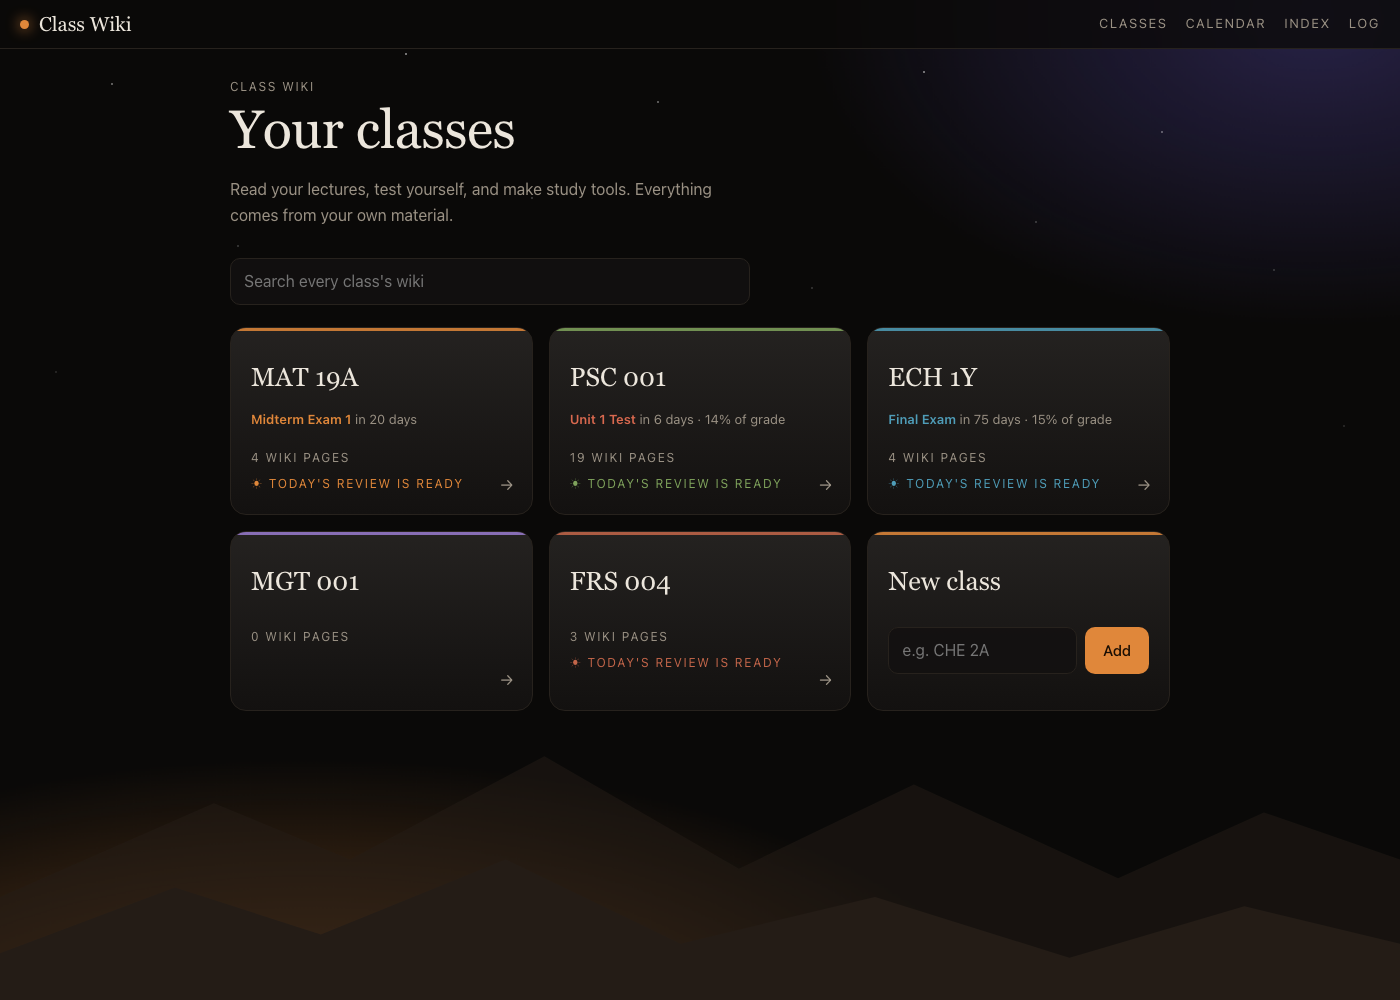 Class Wiki
CLASSES CALENDAR INDEX LOG
CLASS WIKI
Your classes
Read your lectures, test yourself, and make study tools. Everything
comes from your own material.
Search every class's wiki
MAT 19A
Midterm Exam 1 in 20 days
4 WIKI PAGES
TODAY'S REVIEW IS READY →
PSC 001
Unit 1 Test in 6 days · 14% of grade
19 WIKI PAGES
TODAY'S REVIEW IS READY →
ECH 1Y
Final Exam in 75 days · 15% of grade
4 WIKI PAGES
TODAY'S REVIEW IS READY →
MGT 001
0 WIKI PAGES
→
FRS 004
3 WIKI PAGES
TODAY'S REVIEW IS READY
→
New class
e.g. CHE 2A Add